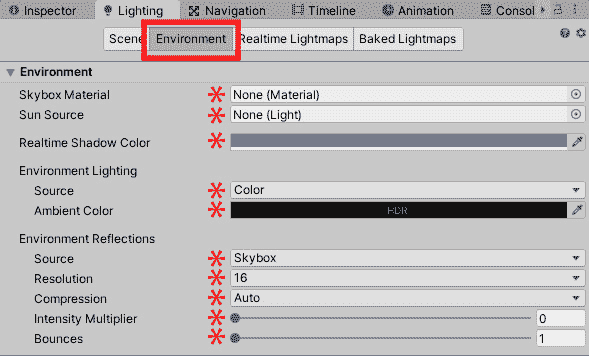 Inspector Lighting Navigation Timeline Animation Consol
Scene Environment Realtime Lightmaps Baked Lightmaps
Environment
Skybox Material None (Material)
Sun Source None (Light)
Realtime Shadow Color
Environment Lighting
Source Color
Ambient Color HDR
Environment Reflections
Source Skybox
Resolution 16
Compression Auto
Intensity Multiplier 0
Bounces 1